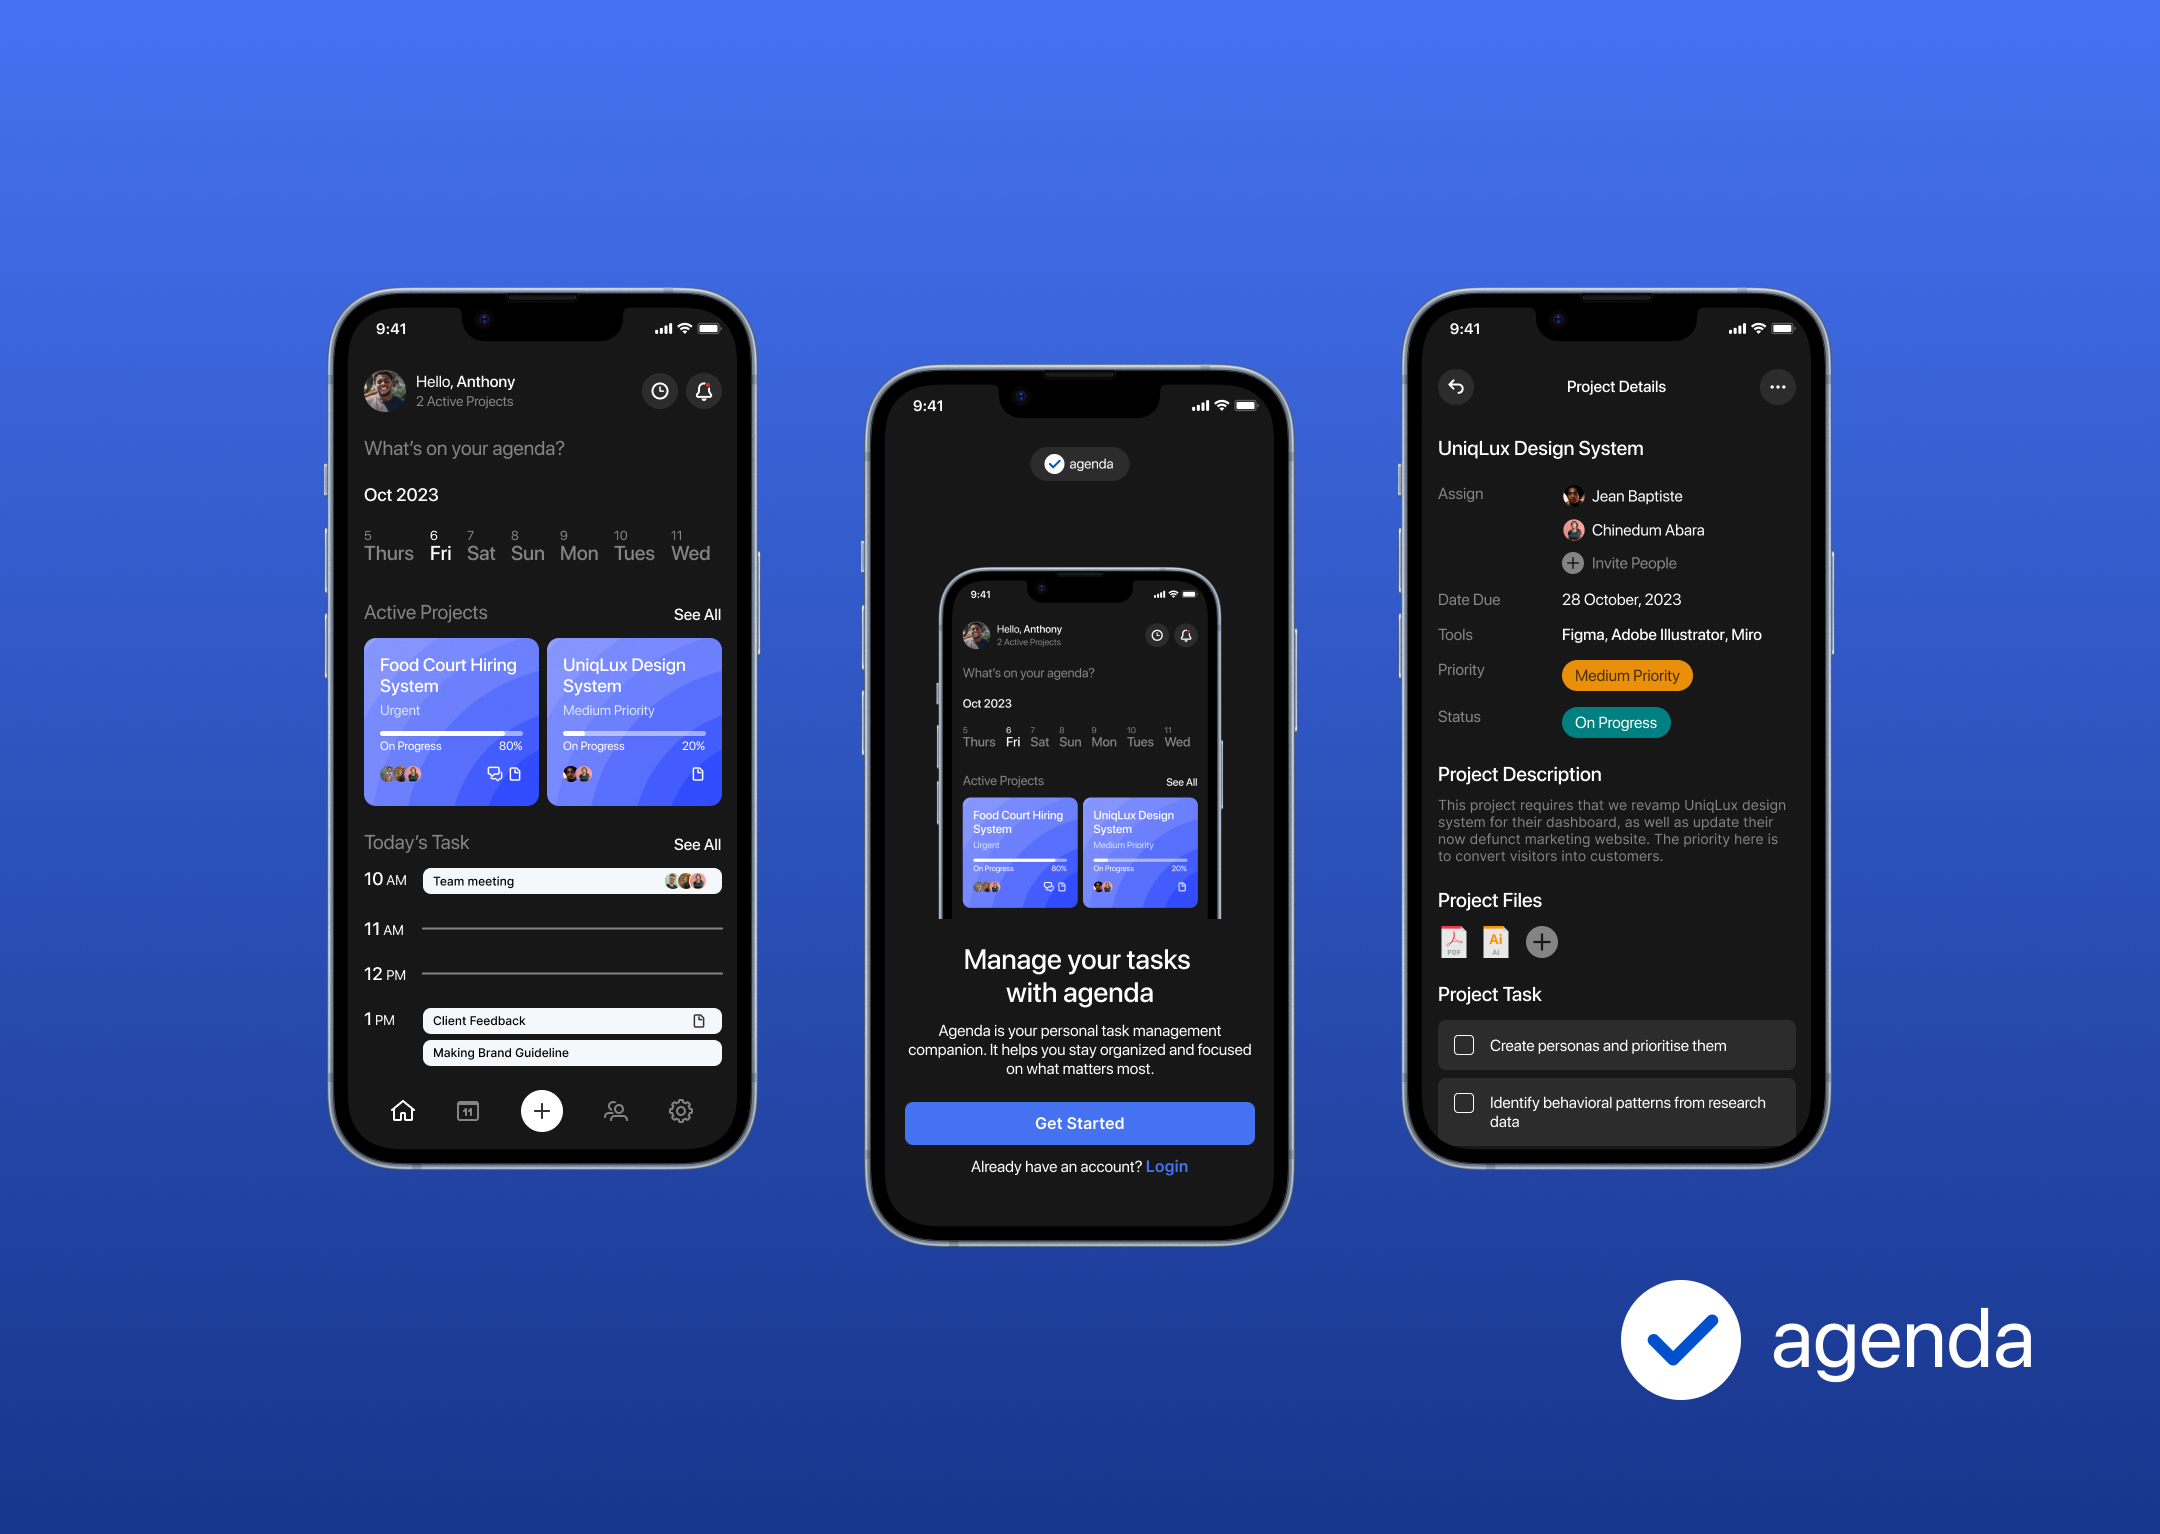 9:41
Hello, Anthony
2 Active Projects
What's on your agenda?
Oct 2023
5 6 7 8 9 10 11
Thurs Fri Sat Sun Mon Tues Wed
Active Projects See All
Food Court Hiring
System
Urgent
On Progress 80%
UniqLux Design
System
Medium Priority
On Progress 20%
Today's Task See All
10 AM Team meeting
11 AM
12 PM
1 PM Client Feedback
Making Brand Guideline
11
9:41
agenda
9:41
Hello, Anthony
2 Active Projects
What's on your agenda?
Oct 2023
5 6 7 8 9 10 11
Thurs Fri Sat Sun Mon Tues Wed
Active Projects See All
Food Court Hiring
System
Urgent
On Progress 80%
UniqLux Design
System
Medium Priority
On Progress 20%
Manage your tasks
with agenda
Agenda is your personal task management
companion. It helps you stay organized and focused
on what matters most.
Get Started
Already have an account? Login
9:41
Project Details
UniqLux Design System
Assign Jean Baptiste
Chinedum Abara
Invite People
Date Due 28 October, 2023
Tools Figma, Adobe Illustrator, Miro
Priority Medium Priority
Status On Progress
Project Description
This project requires that we revamp UniqLux design
system for their dashboard, as well as update their
now defunct marketing website. The priority here is
to convert visitors into customers.
Project Files
PDF
Ai
AI
Project Task
Create personas and prioritise them
Identify behavioral patterns from research
data
agenda